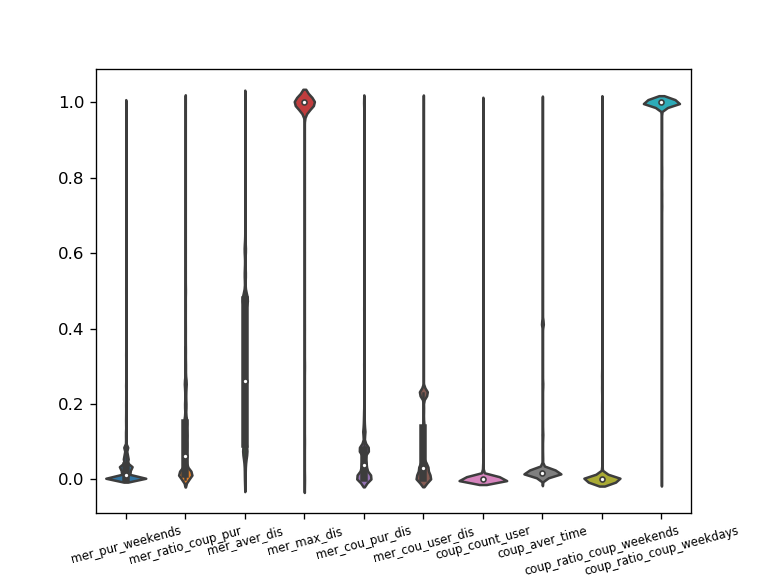 1.0
0.8
0.6
0.4
0.2
0.0
mer_pur_weekends
mer_ratio_coup_pur
mer_aver_dis
mer_max_dis
mer_cou_pur_dis
mer_cou_user_dis
coup_count_user
coup_aver_time
coup_ratio_coup_weekends
coup_ratio_coup_weekdays